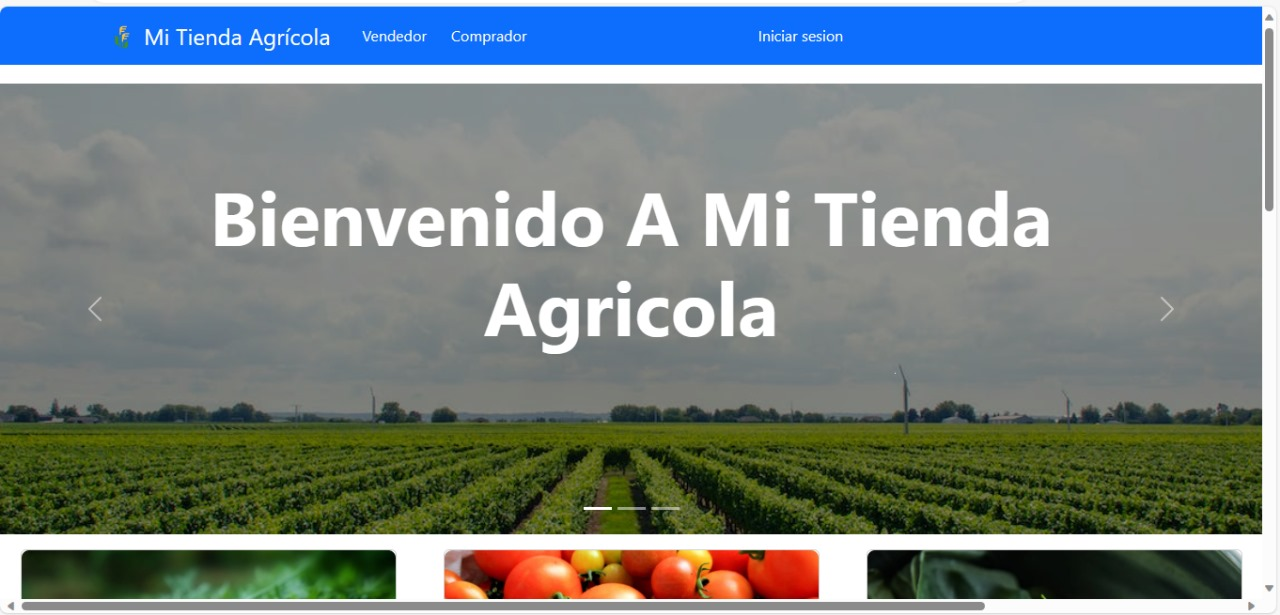 Mi Tienda Agrícola Vendedor Comprador Iniciar sesion
Bienvenido A Mi Tienda
Agricola